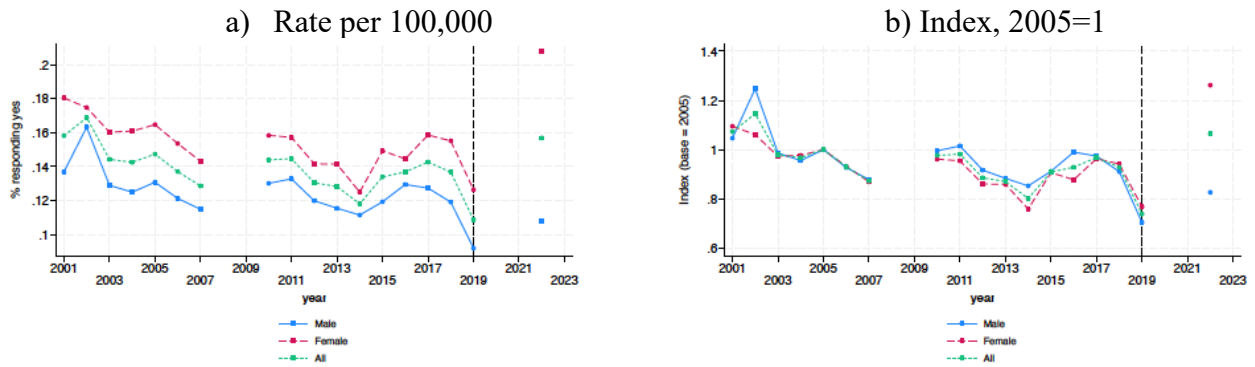 a) Rate per 100,000
% responding yes
.2
.18
.16
.14
.12
.1
2001 2003 2005 2007 2009 2011 2013 2015 2017 2019 2021 2023
year
Male
Female
All
b) Index, 2005=1
Index (base = 2005)
1.4
1.2
1
.8
.6
2001 2003 2005 2007 2009 2011 2013 2015 2017 2019 2021 2023
year
Male
Female
All